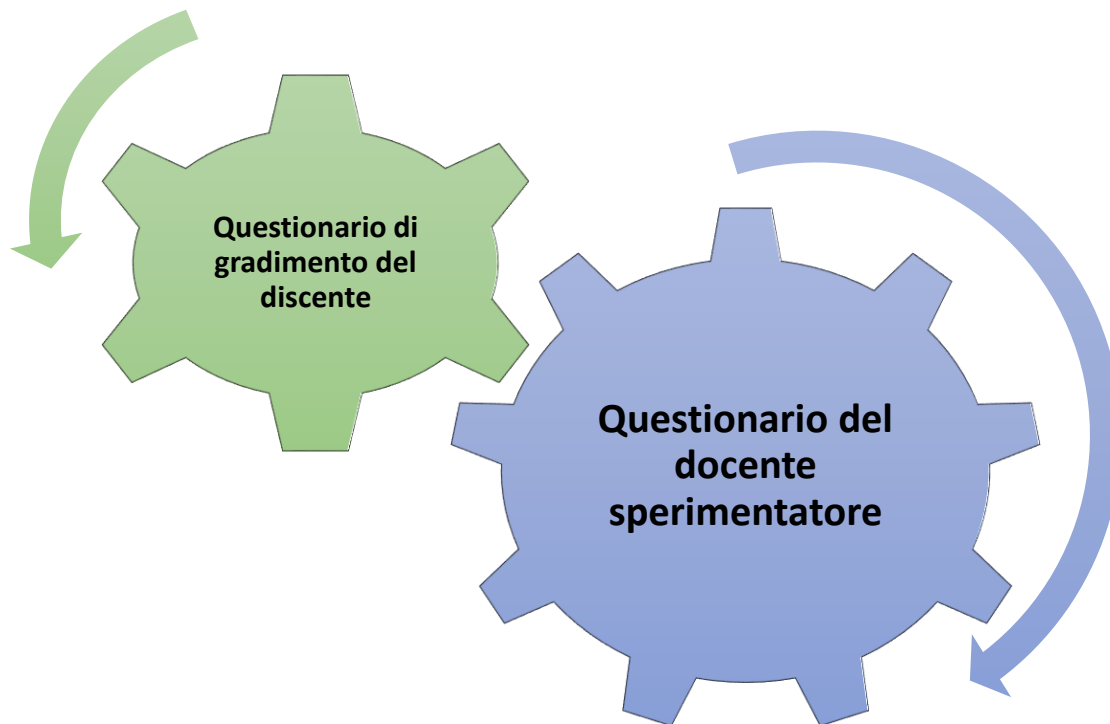 Questionario di
gradimento del
discente
Questionario del
docente
sperimentatore